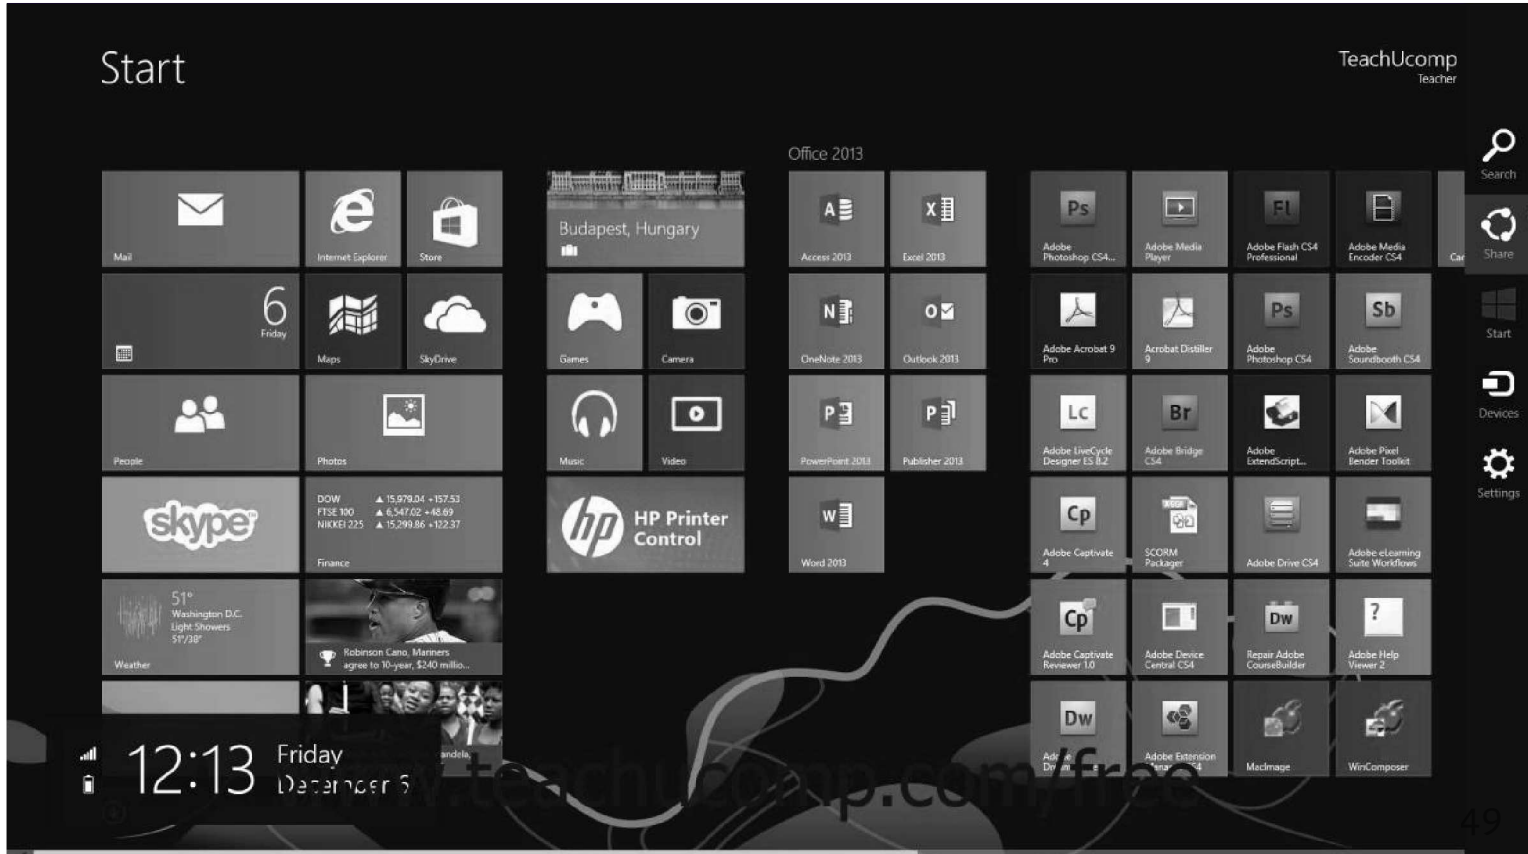 Start
TeachUcomp
Teacher
Search
Share
Start
Devices
Settings
Mail
Internet Explorer
Store
6
Friday
Maps
SkyDrive
People
Photos
skype
DOW ▲ 15,979.04 +157.53
FTSE 100 ▲ 6,547.02 +48.69
NIKKEI 225 ▲ 15,299.86 +122.37
Finance
51°
Washington D.C.
Light Showers
51°/38°
Weather
Robinson Cano, Mariners
agree to 10-year, $240 millio...
Budapest, Hungary
Games
Camera
Music
Video
hp
HP Printer
Control
Office 2013
Access 2013
Excel 2013
OneNote 2013
Outlook 2013
PowerPoint 2013
Publisher 2013
Word 2013
Ps
Adobe
Photoshop CS4...
Adobe Media
Player
Fl
Adobe Flash CS4
Professional
Adobe Media
Encoder CS4
Adobe Acrobat 9
Pro
Acrobat Distiller
9
Ps
Adobe
Photoshop CS4
Sb
Adobe
Soundbooth CS4
Lc
Adobe LiveCycle
Designer ES 8.2
Br
Adobe Bridge
CS4
Adobe
ExtendScript...
Adobe Pixel
Bender Toolkit
Cp
Adobe Captivate
4
SCORM
Packager
Adobe Drive CS4
Adobe eLearning
Suite Workflows
Cp
Adobe Captivate
Reviewer 1.0
Adobe Device
Central CS4
Dw
Repair Adobe
CourseBuilder
?
Adobe Help
Viewer 2
Dw
Adobe Extension
MacImage
WinComposer
12:13
Friday
December 6
www.teachucomp.com/free
49